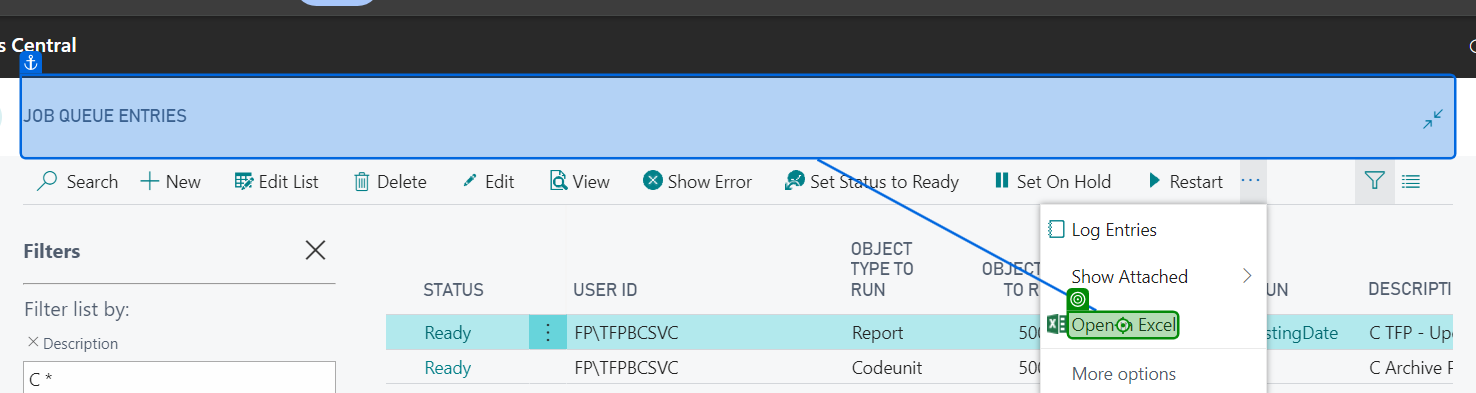 s Central
JOB QUEUE ENTRIES
Search New Edit List Delete Edit View Show Error Set Status to Ready Set On Hold Restart ...
Log Entries
Show Attached
Open in Excel
More options
Filters
Filter list by:
× Description
C *
STATUS USER ID OBJECT TYPE TO RUN OBJECT TO R UN DESCRIPTI
Ready FP\TFPBCSVC Report 500 stingDate C TFP - Up
Ready FP\TFPBCSVC Codeunit 500 C Archive